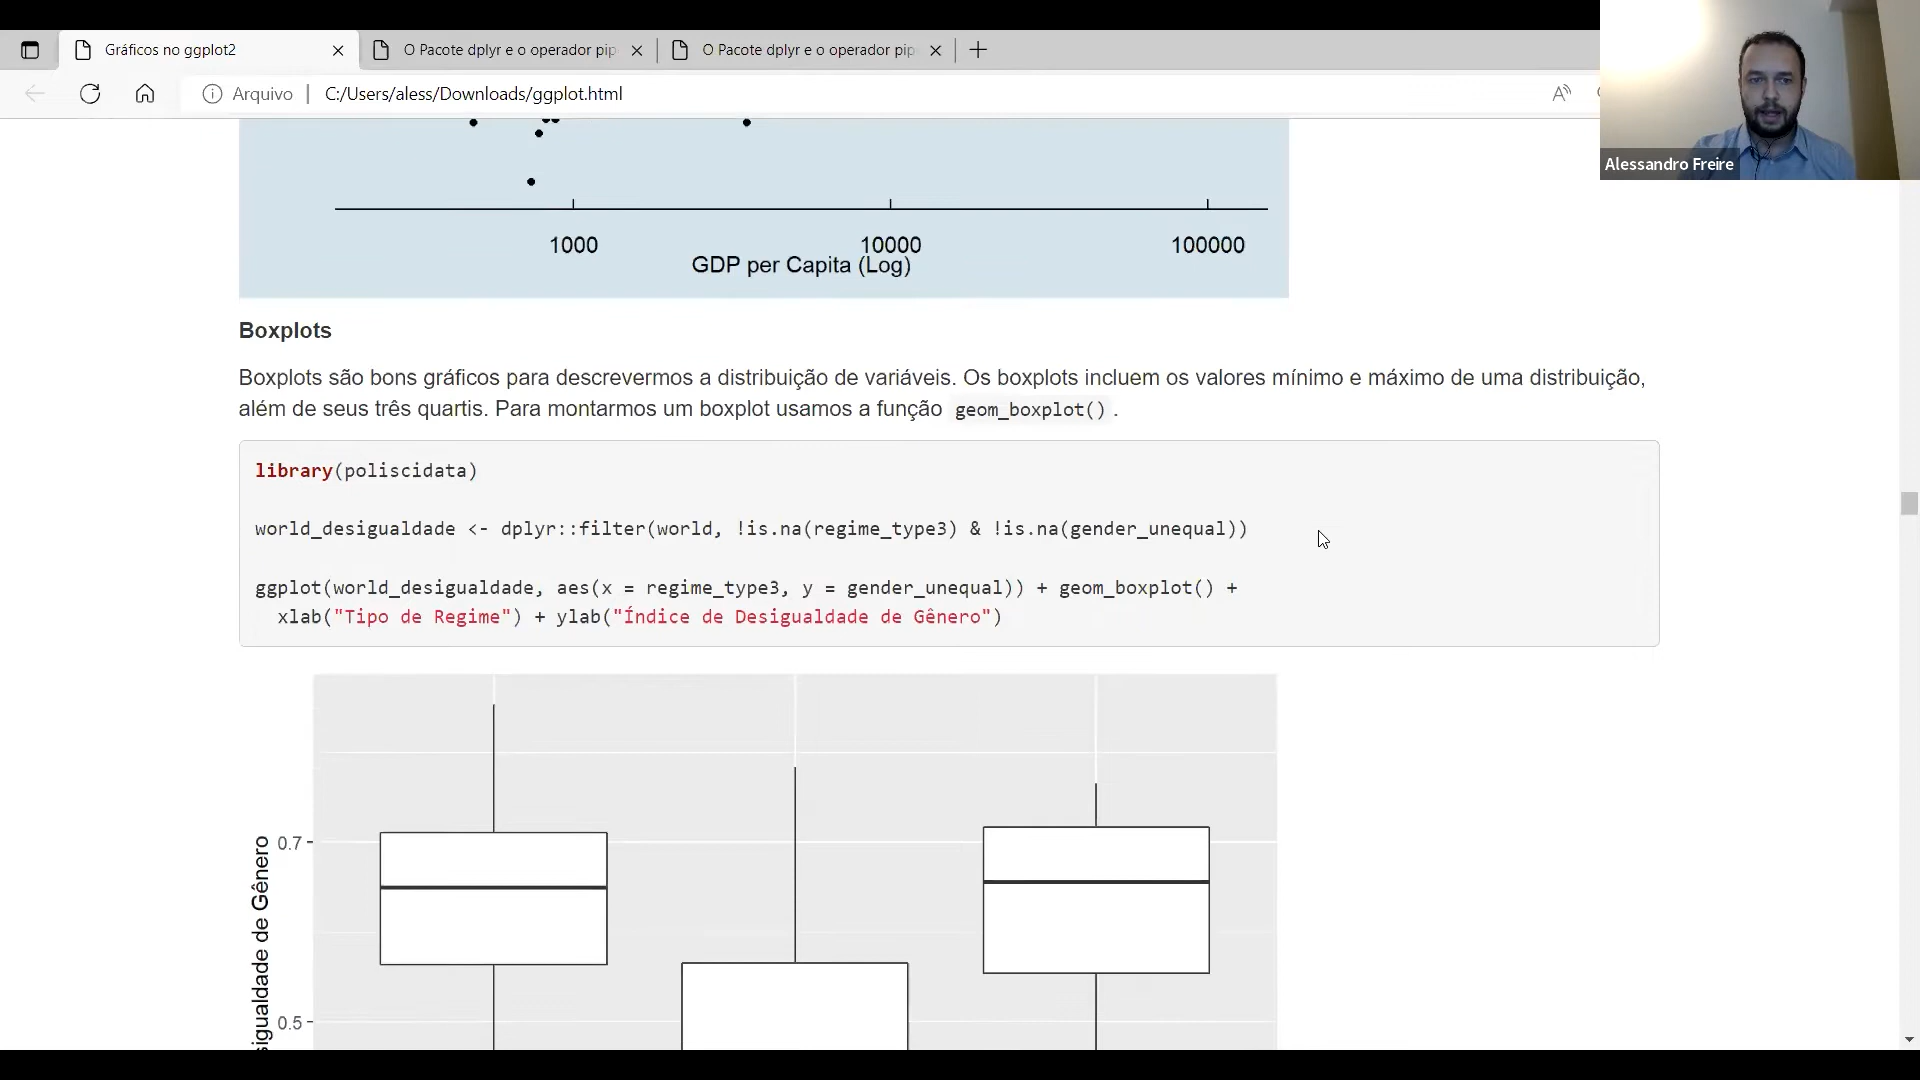 Gráficos no ggplot2
O Pacote dplyr e o operador pip
O Pacote dplyr e o operador pip
Arquivo
C:/Users/aless/Downloads/ggplot.html
Alessandro Freire
1000 10000 100000
GDP per Capita (Log)
Boxplots
Boxplots são bons gráficos para descrevermos a distribuição de variáveis. Os boxplots incluem os valores mínimo e máximo de uma distribuição,
além de seus três quartis. Para montarmos um boxplot usamos a função geom_boxplot() .
library(poliscidata)
world_desigualdade <- dplyr::filter(world, !is.na(regime_type3) & !is.na(gender_unequal))
ggplot(world_desigualdade, aes(x = regime_type3, y = gender_unequal)) + geom_boxplot() +
xlab("Tipo de Regime") + ylab("Índice de Desigualdade de Gênero")
0.7
0.5
sigualdade de Gênero